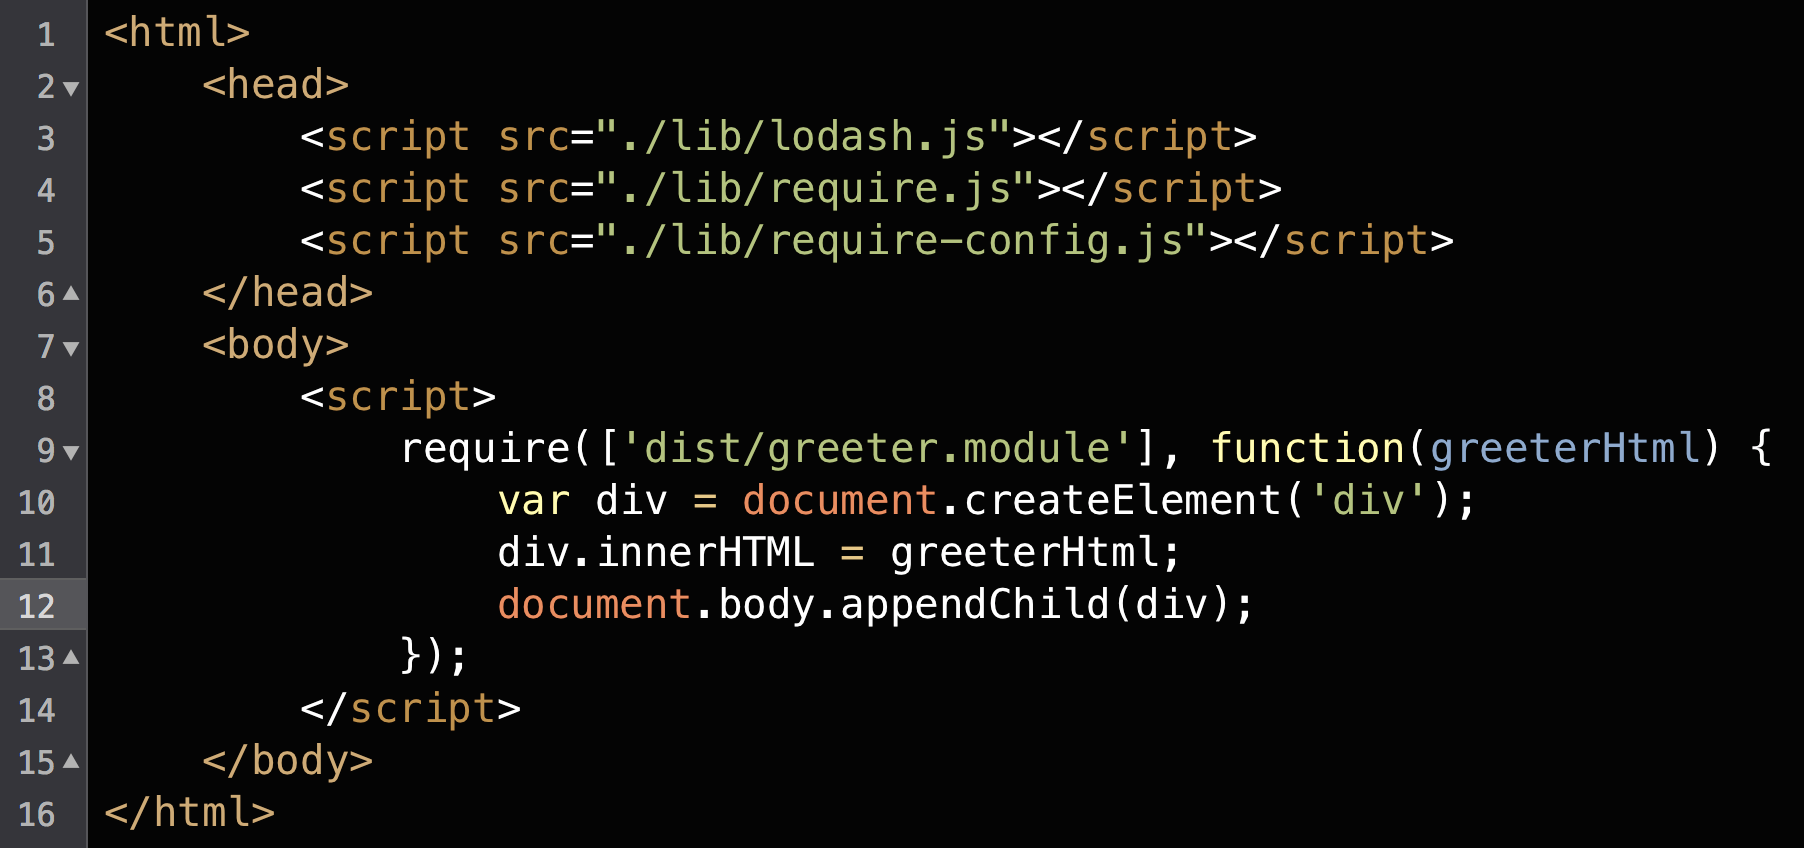 1 <html>
2 <head>
3 <script src="./lib/lodash.js"></script>
4 <script src="./lib/require.js"></script>
5 <script src="./lib/require-config.js"></script>
6 </head>
7 <body>
8 <script>
9 require(['dist/greeter.module'], function(greeterHtml) {
10 var div = document.createElement('div');
11 div.innerHTML = greeterHtml;
12 document.body.appendChild(div);
13 });
14 </script>
15 </body>
16 </html>